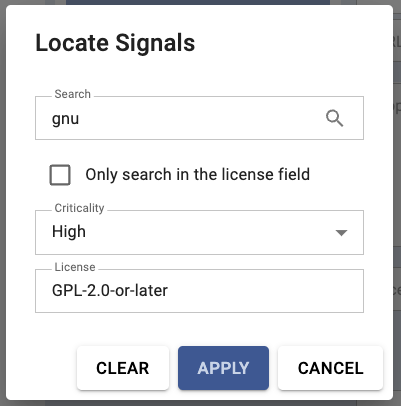 Locate Signals
Search
gnu
Only search in the license field
Criticality
High
License
GPL-2.0-or-later
CLEAR APPLY CANCEL